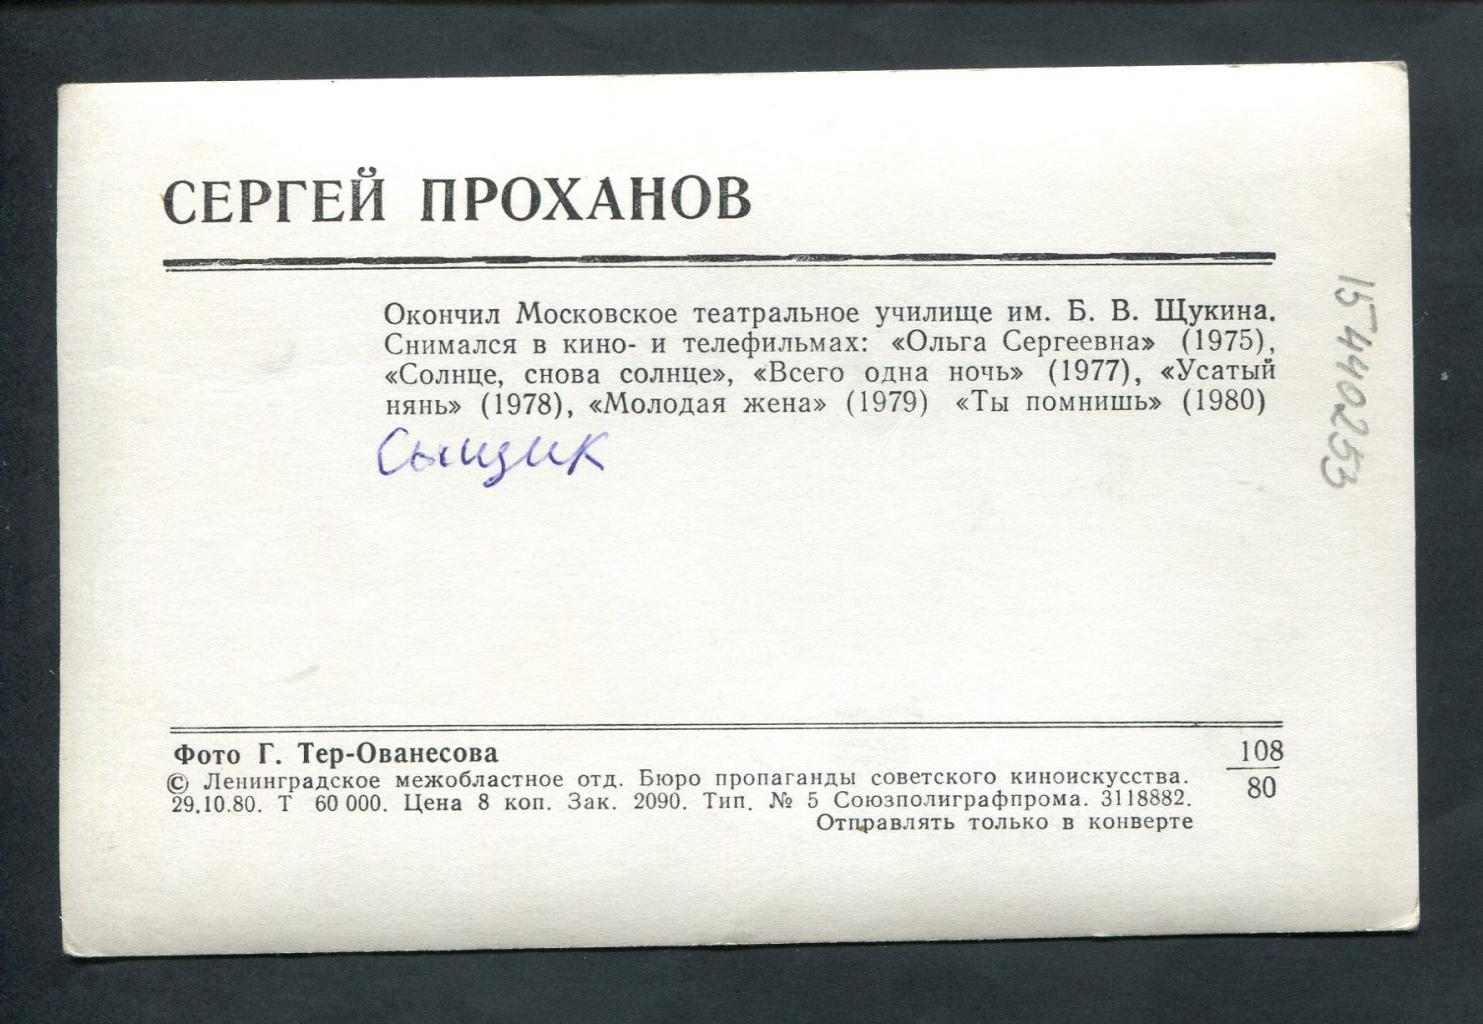 СЕРГЕЙ ПРОХАНОВ
Окончил Московское театральное училище им. Б. В. Щукина.
Снимался в кино- и телефильмах: «Ольга Сергеевна» (1975),
«Солнце, снова солнце», «Всего одна ночь» (1977), «Усатый
нянь» (1978), «Молодая жена» (1979) «Ты помнишь» (1980)
Сыщик
15440253
Фото Г. Тер-Ованесова
© Ленинградское межобластное отд. Бюро пропаганды советского киноискусства.
29.10.80. Т 60 000. Цена 8 коп. Зак. 2090. Тип. № 5 Союзполиграфпрома. 3118882.
Отправлять только в конверте
108
80